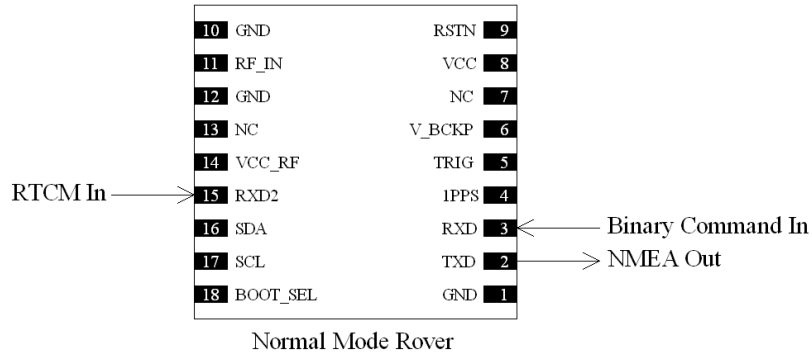 10 GND RSTN 9
11 RF_IN VCC 8
12 GND NC 7
13 NC V_BCKP 6
14 VCC_RF TRIG 5
RTCM In 15 RXD2 1PPS 4
16 SDA RXD 3 Binary Command In
17 SCL TXD 2 NMEA Out
18 BOOT_SEL GND 1
Normal Mode Rover